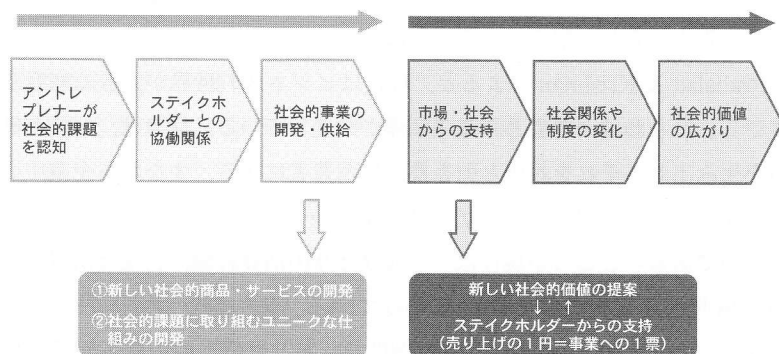 アントレ
プレナーが
社会的課題
を認知
ステイクホ
ルダーとの
協働関係
社会的事業の
開発・供給
市場・社会
からの支持
社会関係や
制度の変化
社会的価値
の広がり
①新しい社会的商品・サービスの開発
②社会的課題に取り組むユニークな仕
組みの開発
新しい社会的価値の提案
↓ ↑
ステイクホルダーからの支持
(売り上げの1円=事業への1票)